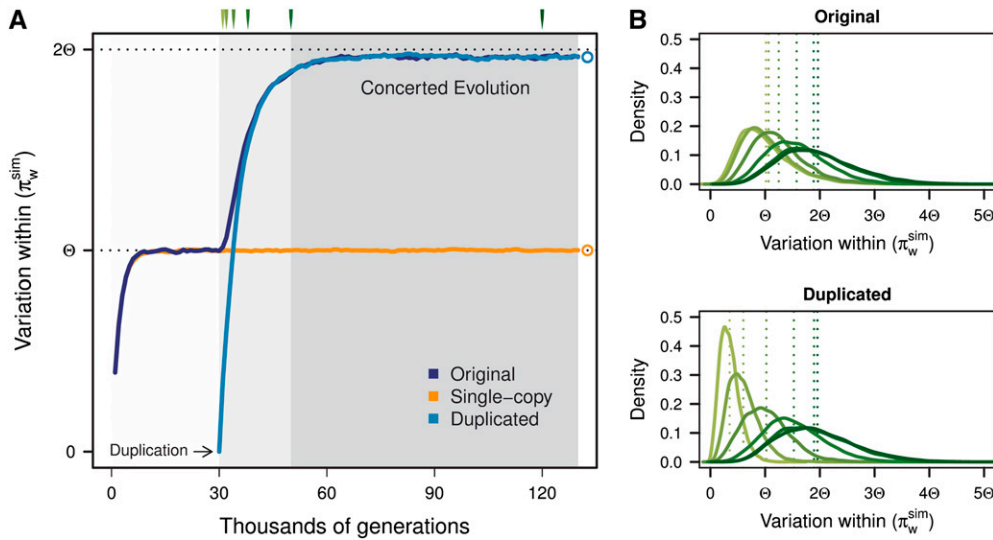 A
2Θ
Θ
0
Variation within (π_w^sim)
Concerted Evolution
Original
Single−copy
Duplicated
Duplication
0 30 60 90 120
Thousands of generations
B
Original
0.5
0.4
0.3
0.2
0.1
0.0
Density
0 Θ 2Θ 3Θ 4Θ 5Θ
Variation within (π_w^sim)
Duplicated
0.5
0.4
0.3
0.2
0.1
0.0
Density
0 Θ 2Θ 3Θ 4Θ 5Θ
Variation within (π_w^sim)